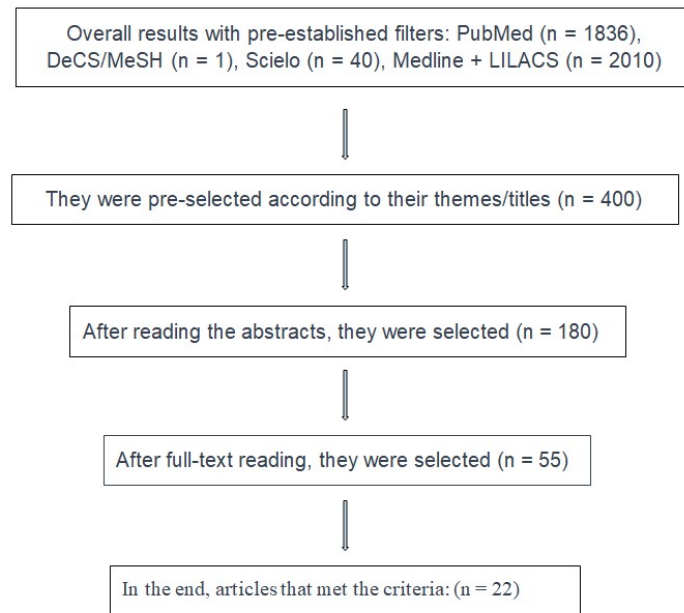 Overall results with pre-established filters: PubMed (n = 1836),
DeCS/MeSH (n = 1), Scielo (n = 40), Medline + LILACS (n = 2010)
They were pre-selected according to their themes/titles (n = 400)
After reading the abstracts, they were selected (n = 180)
After full-text reading, they were selected (n = 55)
In the end, articles that met the criteria: (n = 22)